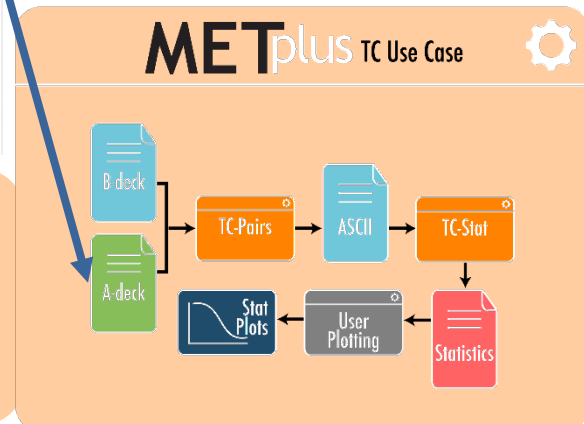 METplus TC Use Case
B-deck
A-deck
TC-Pairs
ASCII
TC-Stat
Stat
Plots
User
Plotting
Statistics